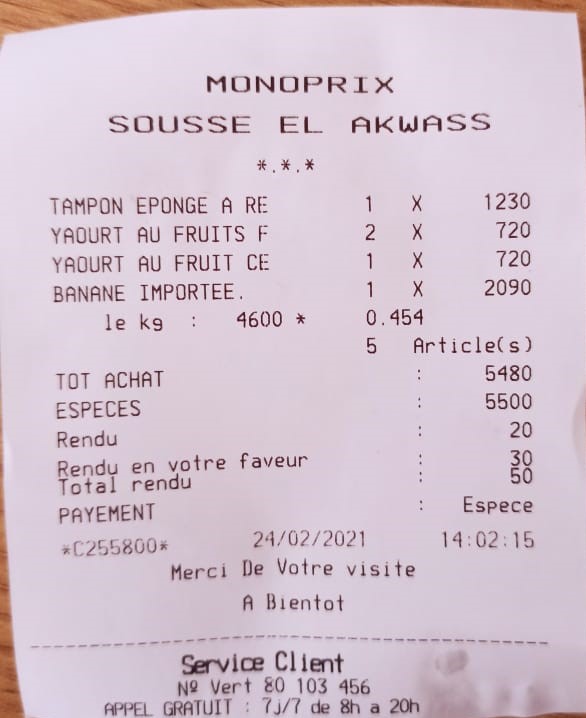 MONOPRIX
SOUSSE EL AKWASS
*.*.*
TAMPON EPONGE A RE 1 X 1230
YAOURT AU FRUITS F 2 X 720
YAOURT AU FRUIT CE 1 X 720
BANANE IMPORTEE. 1 X 2090
le kg : 4600 * 0.454
5 Article(s)
TOT ACHAT : 5480
ESPECES : 5500
Rendu : 20
Rendu en votre faveur : 30
Total rendu : 50
PAYEMENT : Espece
*C255800* 24/02/2021 14:02:15
Merci De Votre visite
A Bientot
Service Client
Nº Vert 80 103 456
APPEL GRATUIT : 7j/7 de 8h a 20h